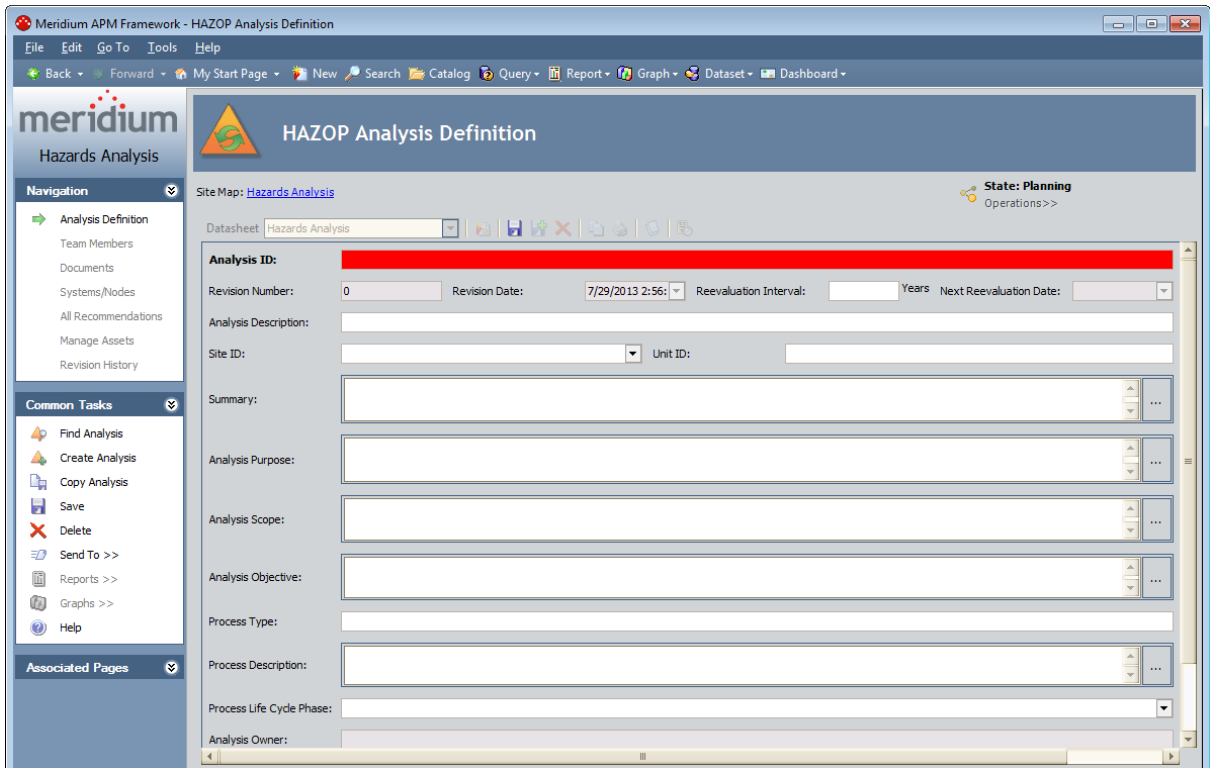 Meridium APM Framework - HAZOP Analysis Definition
File Edit Go To Tools Help
Back Forward My Start Page New Search Catalog Query Report Graph Dataset Dashboard
meridium
Hazards Analysis
HAZOP Analysis Definition
Navigation
Analysis Definition
Team Members
Documents
Systems/Nodes
All Recommendations
Manage Assets
Revision History
Common Tasks
Find Analysis
Create Analysis
Copy Analysis
Save
Delete
Send To >>
Reports >>
Graphs >>
Help
Associated Pages
Site Map: Hazards Analysis
State: Planning
Operations>>
Datasheet Hazards Analysis
Analysis ID:
Revision Number: 0 Revision Date: 7/29/2013 2:56: Reevaluation Interval: Years Next Reevaluation Date:
Analysis Description:
Site ID: Unit ID:
Summary: ...
Analysis Purpose: ...
Analysis Scope: ...
Analysis Objective: ...
Process Type:
Process Description: ...
Process Life Cycle Phase:
Analysis Owner: